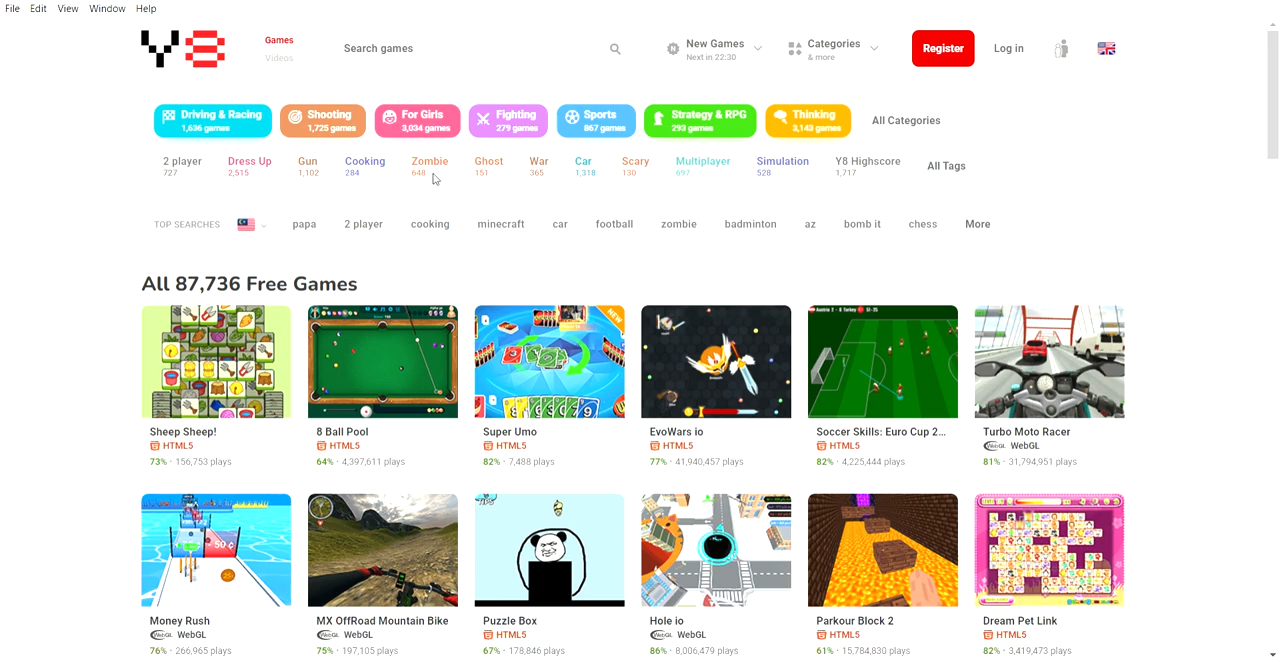 File Edit View Window Help
Y8
Games
Videos
Search games
New Games
Next in 22:30
Categories
& more
Register
Log in
Driving & Racing
1,636 games
Shooting
1,725 games
For Girls
3,034 games
Fighting
279 games
Sports
867 games
Strategy & RPG
293 games
Thinking
3,143 games
All Categories
2 player
727
Dress Up
2,515
Gun
1,102
Cooking
284
Zombie
648
Ghost
151
War
365
Car
1,318
Scary
130
Multiplayer
697
Simulation
528
Y8 Highscore
1,717
All Tags
TOP SEARCHES
papa
2 player
cooking
minecraft
car
football
zombie
badminton
az
bomb it
chess
More
All 87,736 Free Games
NEW
Sheep Sheep!
HTML5
73% · 156,753 plays
8 Ball Pool
HTML5
64% · 4,397,611 plays
Super Umo
HTML5
82% · 7,488 plays
EvoWars io
HTML5
77% · 41,940,457 plays
Soccer Skills: Euro Cup 2...
HTML5
82% · 4,225,444 plays
Turbo Moto Racer
WebGL WebGL
81% · 31,794,951 plays
50
TIPS
Money Rush
WebGL WebGL
76% · 266,965 plays
MX OffRoad Mountain Bike
WebGL WebGL
75% · 197,105 plays
Puzzle Box
HTML5
67% · 178,846 plays
Hole io
WebGL WebGL
86% · 8,006,479 plays
Parkour Block 2
HTML5
61% · 15,784,830 plays
Dream Pet Link
HTML5
82% · 3,419,473 plays